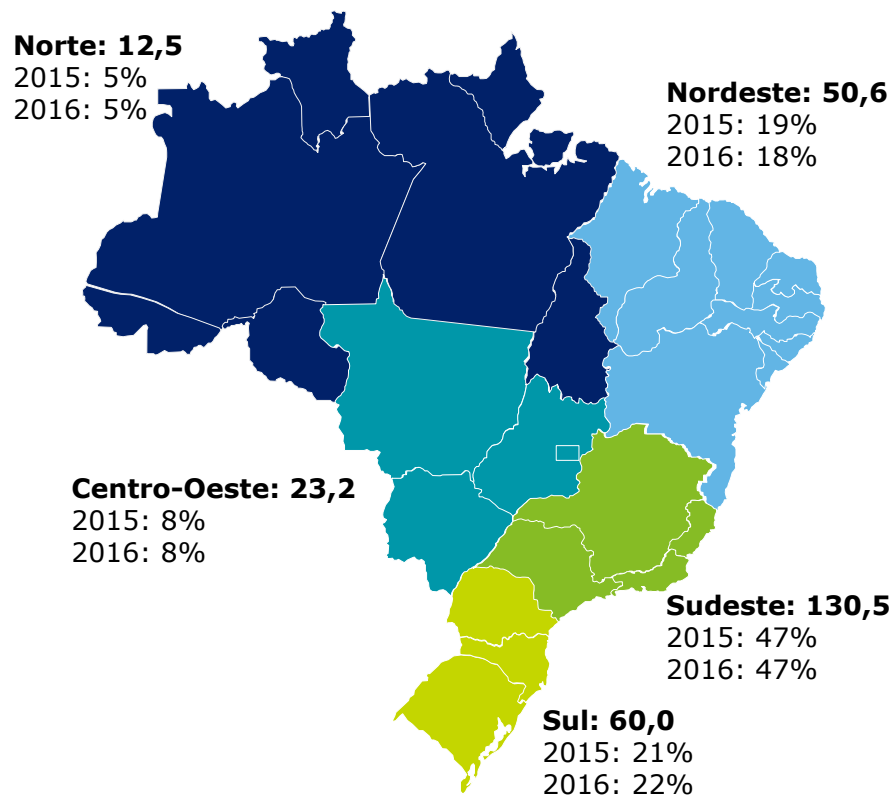 Norte: 12,5
2015: 5%
2016: 5%
Nordeste: 50,6
2015: 19%
2016: 18%
Centro-Oeste: 23,2
2015: 8%
2016: 8%
Sudeste: 130,5
2015: 47%
2016: 47%
Sul: 60,0
2015: 21%
2016: 22%